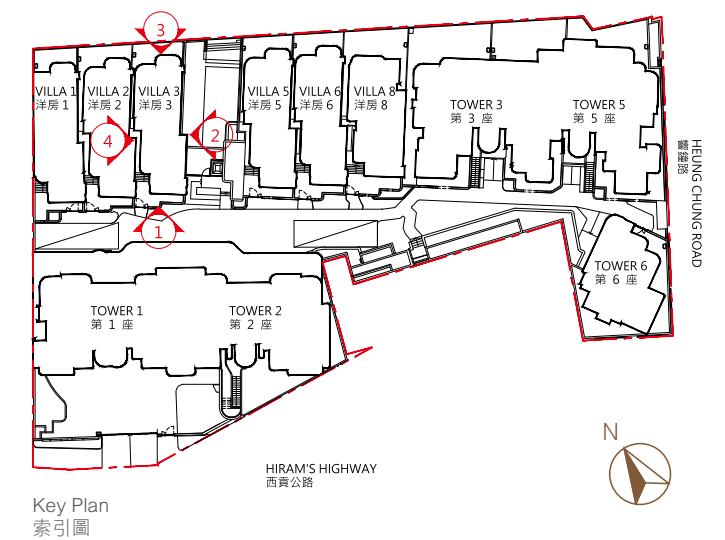 3
VILLA 1
洋房 1
VILLA 2
洋房 2
VILLA 3
洋房 3
VILLA 5
洋房 5
VILLA 6
洋房 6
VILLA 8
洋房 8
TOWER 3
第 3 座
TOWER 5
第 5 座
4
2
HEUNG CHUNG ROAD
響鐘路
1
TOWER 6
第 6 座
TOWER 1
第 1 座
TOWER 2
第 2 座
N
HIRAM'S HIGHWAY
西貢公路
Key Plan
索引圖